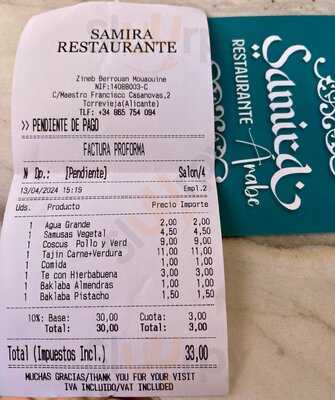 SAMIRA
RESTAURANTE
Zineb Berrouan Mouaouine
NIF:14088003-C
C/Maestro Francisco Casanovas,2
Torrevieja(Alicante)
TLF: +34 865 754 094
>> PENDIENTE DE PAGO
FACTURA PROFORMA
N Op.: [Pendiente] Salon/4
13/04/2024 15:19 Empl.2
Uds. Producto Precio Importe
1 Agua Grande 2,00 2,00
1 Samusas Vegetal 4,50 4,50
1 Coscus Pollo y Verd 9,00 9,00
1 Tajin Carne+Verdura 11,00 11,00
1 Comida 1,00 1,00
1 Te con Hierbabuena 3,00 3,00
1 Baklaba Almendras 1,00 1,00
1 Baklaba Pistacho 1,50 1,50
10%: Base: 30,00 Cuota: 3,00
Total: 30,00 Total: 3,00
Total (Impuestos Incl.) 33,00
MUCHAS GRACIAS/THANK YOU FOR YOUR VISIT
IVA INCLUIDO/VAT INCLUDED
Samira
RESTAURANTE Árabe